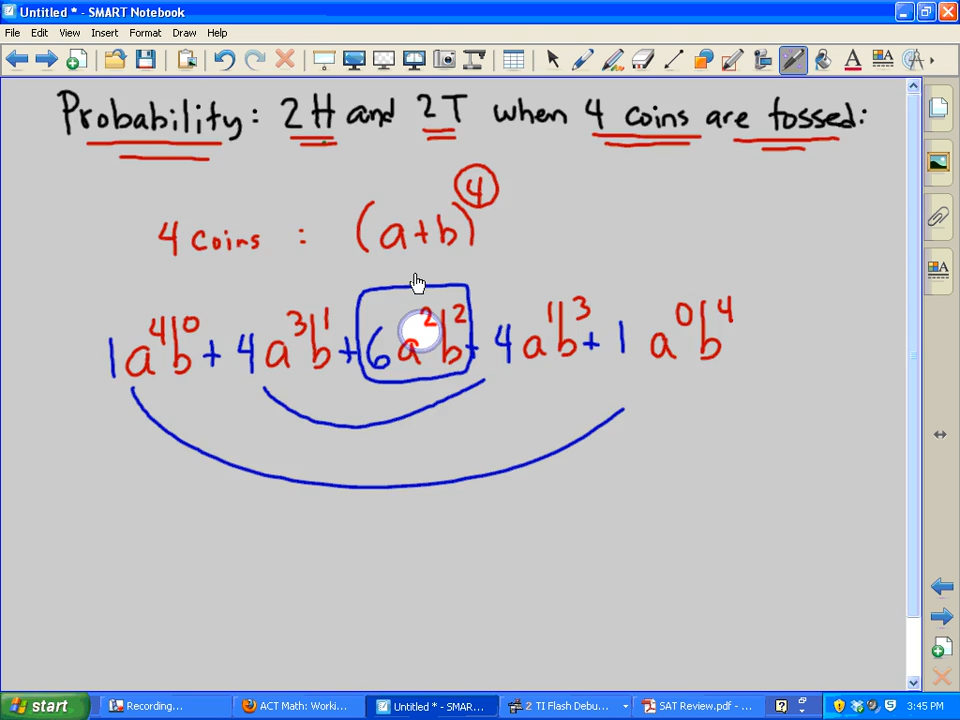 Untitled * - SMART Notebook
File Edit View Insert Format Draw Help
Probability: 2H and 2T when 4 coins are tossed:
4 coins : (a+b)⁴
1a⁴b⁰ + 4a³b¹ + 6a²b² + 4a¹b³ + 1a⁰b⁴
start Recording... ACT Math: Worki... Untitled * - SMAR... 2 TI Flash Debu... SAT Review.pdf - ... 3:45 PM